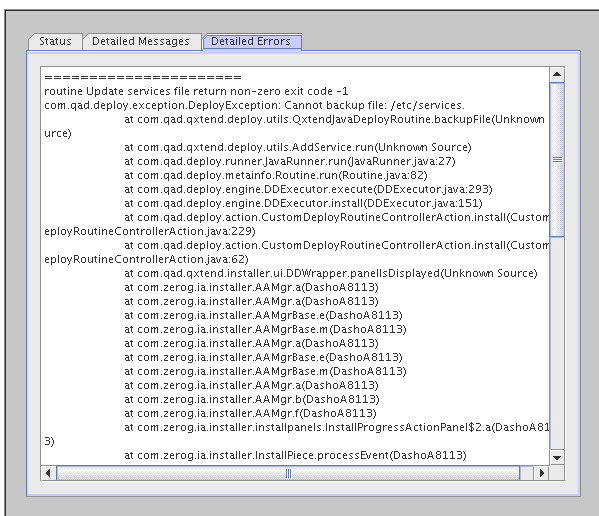 Status Detailed Messages Detailed Errors
=======================
routine Update services file return non-zero exit code -1
com.qad.deploy.exception.DeployException: Cannot backup file: /etc/services.
at com.qad.qxtend.deploy.utils.QxtendJavaDeployRoutine.backupFile(Unknown
urce)
at com.qad.qxtend.deploy.utils.AddService.run(Unknown Source)
at com.qad.deploy.runner.JavaRunner.run(JavaRunner.java:27)
at com.qad.deploy.metainfo.Routine.run(Routine.java:82)
at com.qad.deploy.engine.DDExecutor.execute(DDExecutor.java:293)
at com.qad.deploy.engine.DDExecutor.install(DDExecutor.java:151)
at com.qad.deploy.action.CustomDeployRoutineControllerAction.install(Custom
eployRoutineControllerAction.java:229)
at com.qad.deploy.action.CustomDeployRoutineControllerAction.install(Custom
eployRoutineControllerAction.java:62)
at com.qad.qxtend.installer.ui.DDWrapper.panelIsDisplayed(Unknown Source)
at com.zerog.ia.installer.AAMgr.a(DashoA8113)
at com.zerog.ia.installer.AAMgr.a(DashoA8113)
at com.zerog.ia.installer.AAMgrBase.e(DashoA8113)
at com.zerog.ia.installer.AAMgrBase.m(DashoA8113)
at com.zerog.ia.installer.AAMgr.a(DashoA8113)
at com.zerog.ia.installer.AAMgrBase.e(DashoA8113)
at com.zerog.ia.installer.AAMgrBase.m(DashoA8113)
at com.zerog.ia.installer.AAMgr.a(DashoA8113)
at com.zerog.ia.installer.AAMgr.b(DashoA8113)
at com.zerog.ia.installer.AAMgr.f(DashoA8113)
at com.zerog.ia.installer.installpanels.InstallProgressActionPanel$2.a(DashoA81
3)
at com.zerog.ia.installer.InstallPiece.processEvent(DashoA8113)